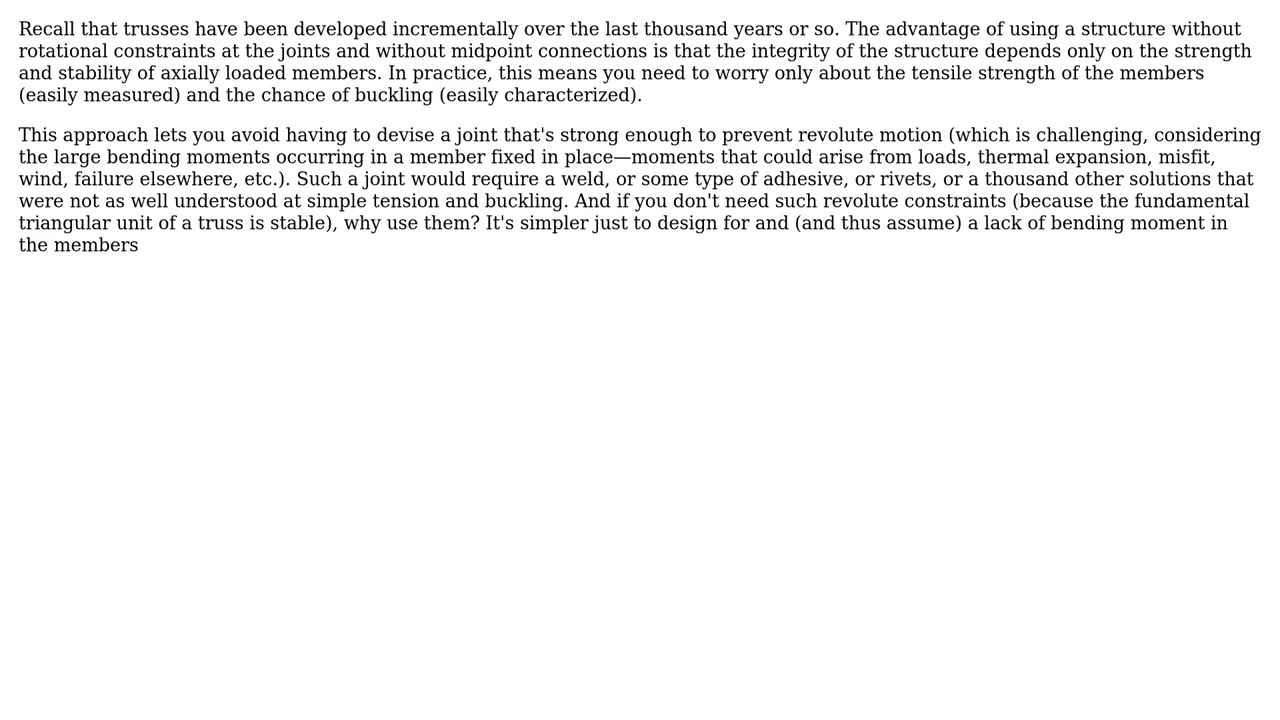 Recall that trusses have been developed incrementally over the last thousand years or so. The advantage of using a structure without
rotational constraints at the joints and without midpoint connections is that the integrity of the structure depends only on the strength
and stability of axially loaded members. In practice, this means you need to worry only about the tensile strength of the members
(easily measured) and the chance of buckling (easily characterized).
This approach lets you avoid having to devise a joint that's strong enough to prevent revolute motion (which is challenging, considering
the large bending moments occurring in a member fixed in place—moments that could arise from loads, thermal expansion, misfit,
wind, failure elsewhere, etc.). Such a joint would require a weld, or some type of adhesive, or rivets, or a thousand other solutions that
were not as well understood at simple tension and buckling. And if you don't need such revolute constraints (because the fundamental
triangular unit of a truss is stable), why use them? It's simpler just to design for and (and thus assume) a lack of bending moment in
the members